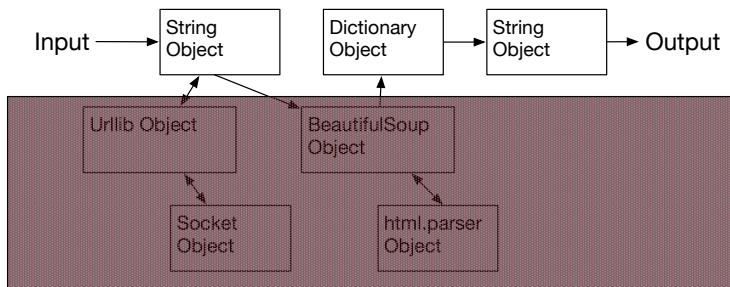 Input
String
Object
Dictionary
Object
String
Object
Output
Urllib Object
BeautifulSoup
Object
Socket
Object
html.parser
Object